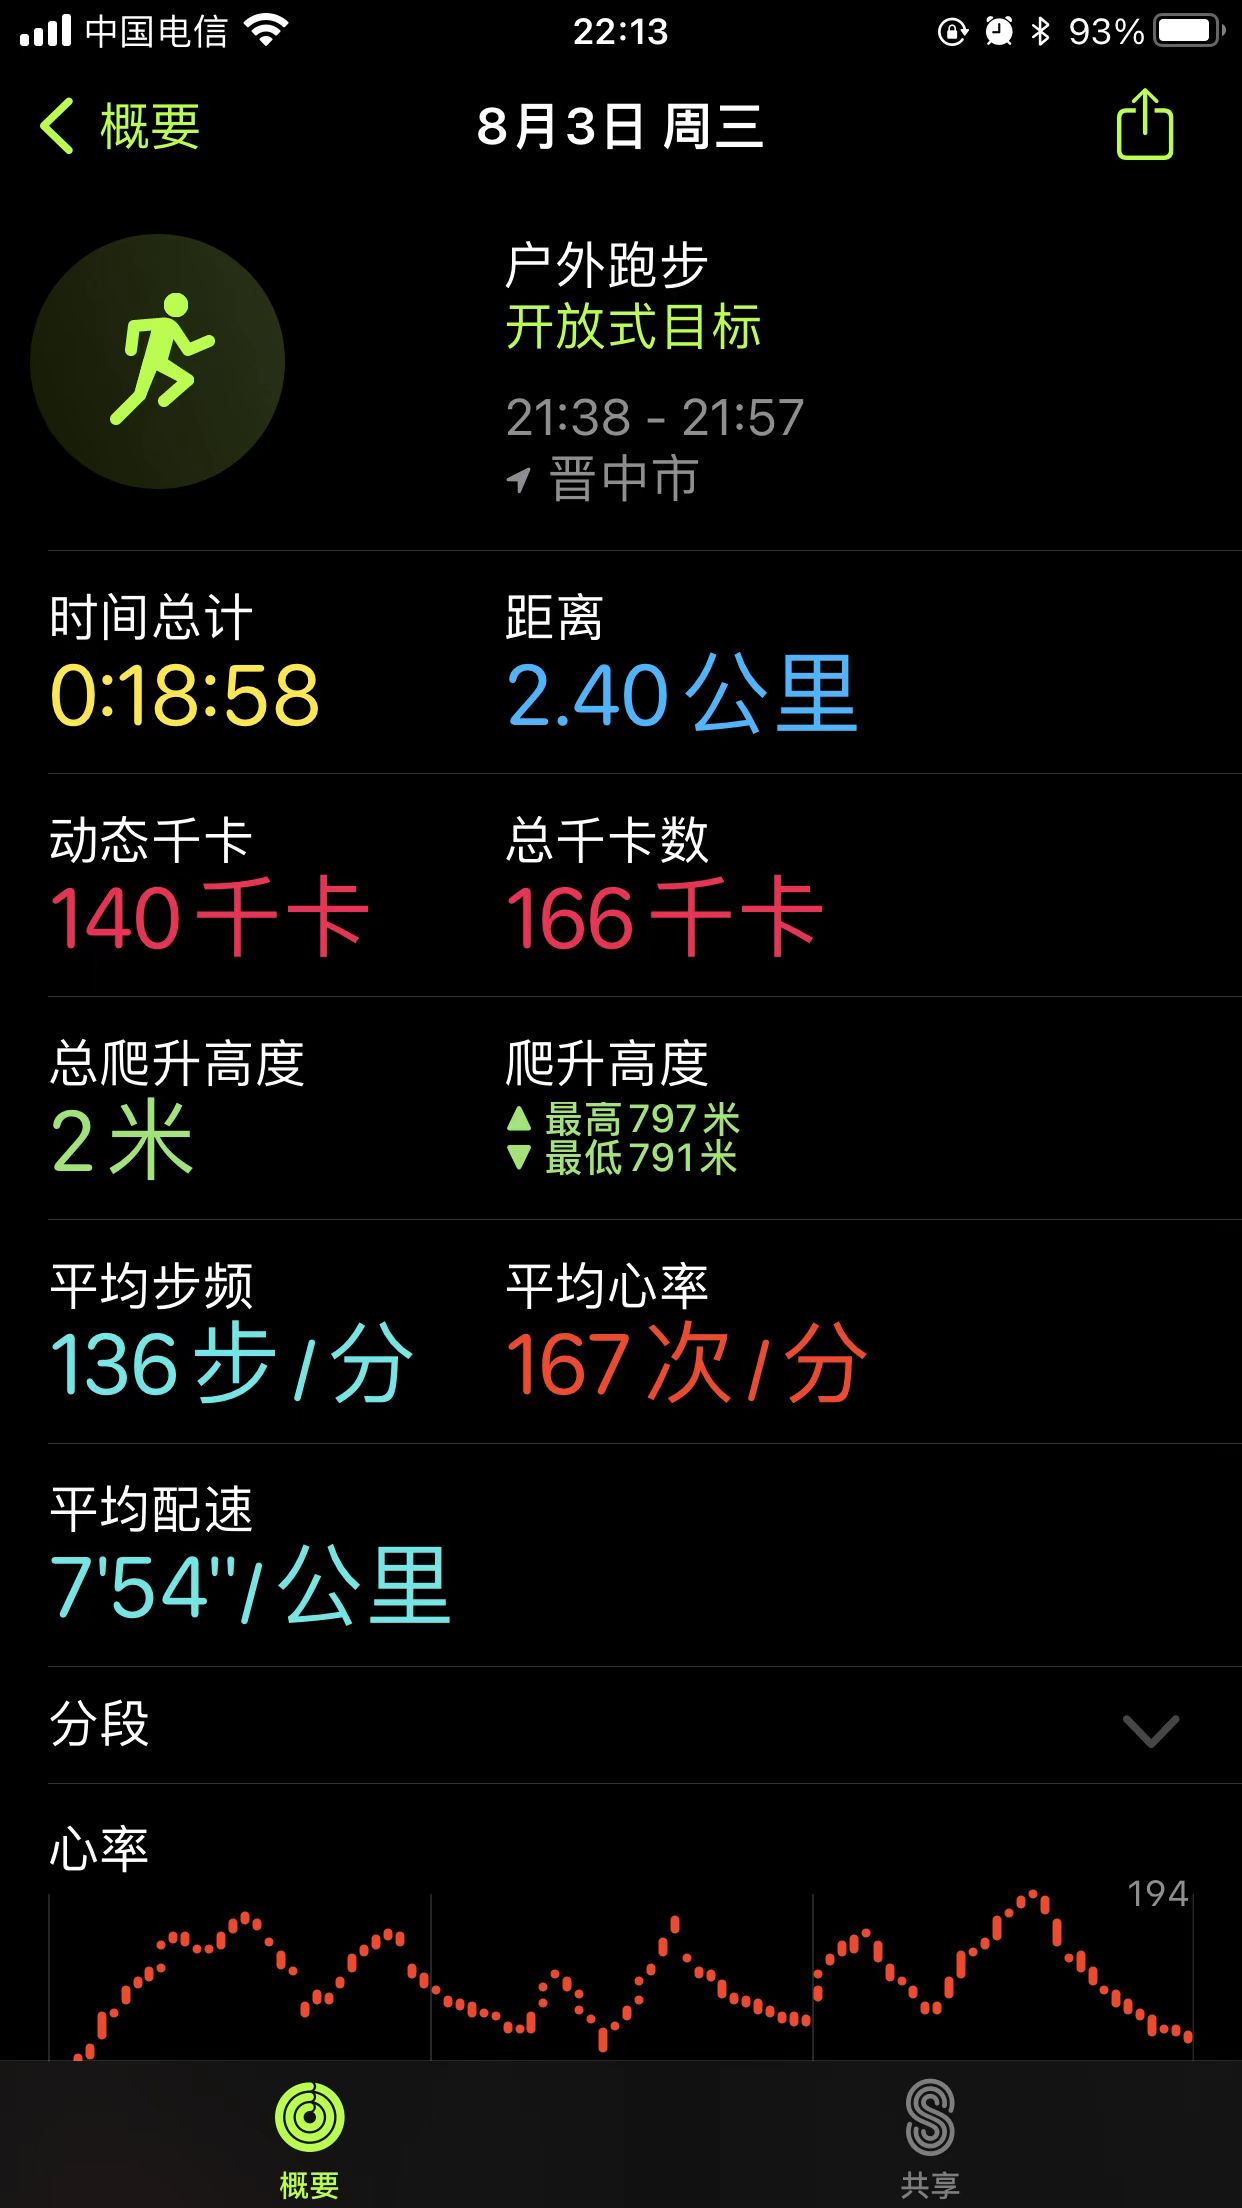 中国电信 22:13 93%
概要 8月3日 周三
户外跑步
开放式目标
21:38 - 21:57
晋中市
时间总计 距离
0:18:58 2.40公里
动态千卡 总千卡数
140千卡 166千卡
总爬升高度 爬升高度
2米 ▲ 最高797米
▼ 最低791米
平均步频 平均心率
136步/分 167次/分
平均配速
7'54"/公里
分段
心率
194
概要 共享